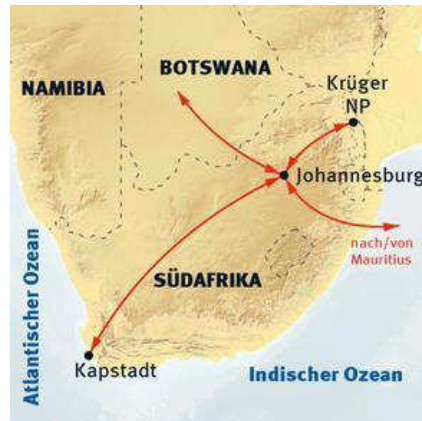 BOTSWANA
NAMIBIA
Krüger
NP
Johannesburg
nach/von
Mauritius
SÜDAFRIKA
Atlantischer Ozean
Kapstadt
Indischer Ozean